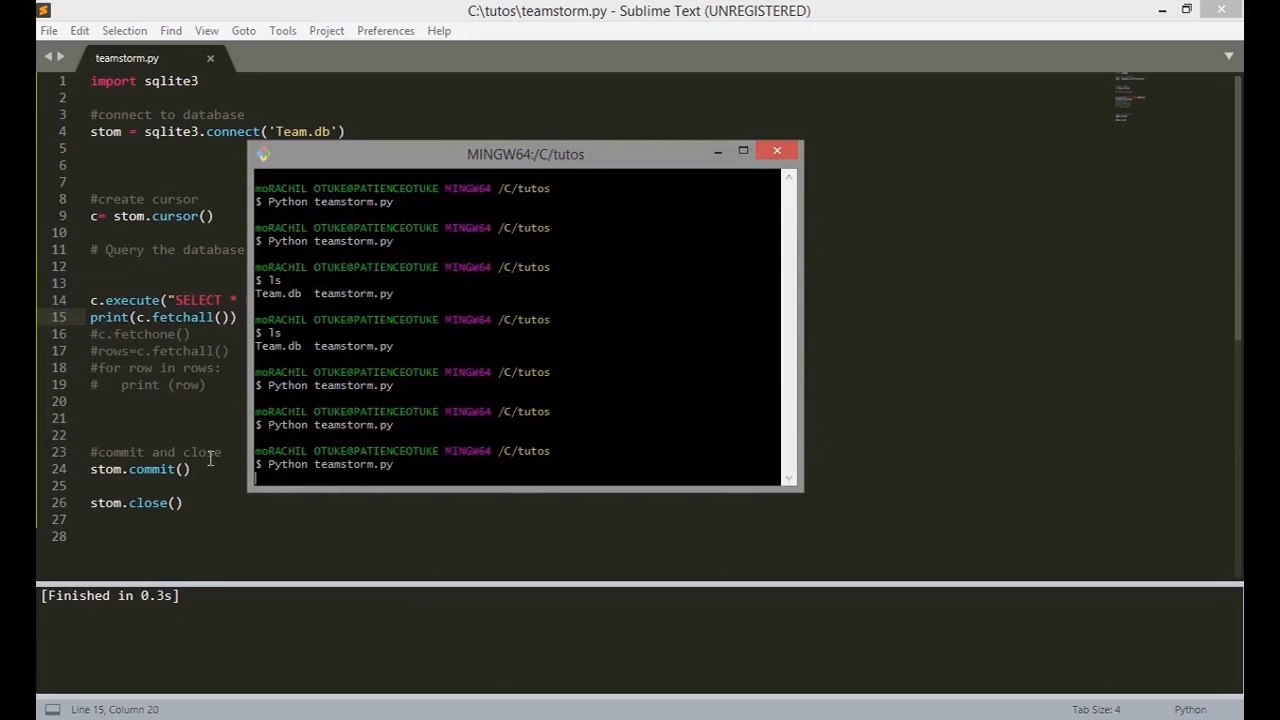 C:\tutos\teamstorm.py - Sublime Text (UNREGISTERED)
File Edit Selection Find View Goto Tools Project Preferences Help
teamstorm.py
1 import sqlite3
2
3 #connect to database
4 stom = sqlite3.connect('Team.db')
5
6
7
8 #create cursor
9 c= stom.cursor()
10
11 # Query the database
12
13
14 c.execute("SELECT *
15 print(c.fetchall())
16 #c.fetchone()
17 #rows=c.fetchall()
18 #for row in rows:
19 #   print (row)
20
21
22
23 #commit and close
24 stom.commit()
25
26 stom.close()
27
28
MINGW64:/C/tutos
moRACHIL OTUKE@PATIENCEOTUKE MINGW64 /C/tutos
$ Python teamstorm.py
moRACHIL OTUKE@PATIENCEOTUKE MINGW64 /C/tutos
$ Python teamstorm.py
moRACHIL OTUKE@PATIENCEOTUKE MINGW64 /C/tutos
$ ls
Team.db  teamstorm.py
moRACHIL OTUKE@PATIENCEOTUKE MINGW64 /C/tutos
$ ls
Team.db  teamstorm.py
moRACHIL OTUKE@PATIENCEOTUKE MINGW64 /C/tutos
$ Python teamstorm.py
moRACHIL OTUKE@PATIENCEOTUKE MINGW64 /C/tutos
$ Python teamstorm.py
moRACHIL OTUKE@PATIENCEOTUKE MINGW64 /C/tutos
$ Python teamstorm.py
[Finished in 0.3s]
Line 15, Column 20
Tab Size: 4
Python